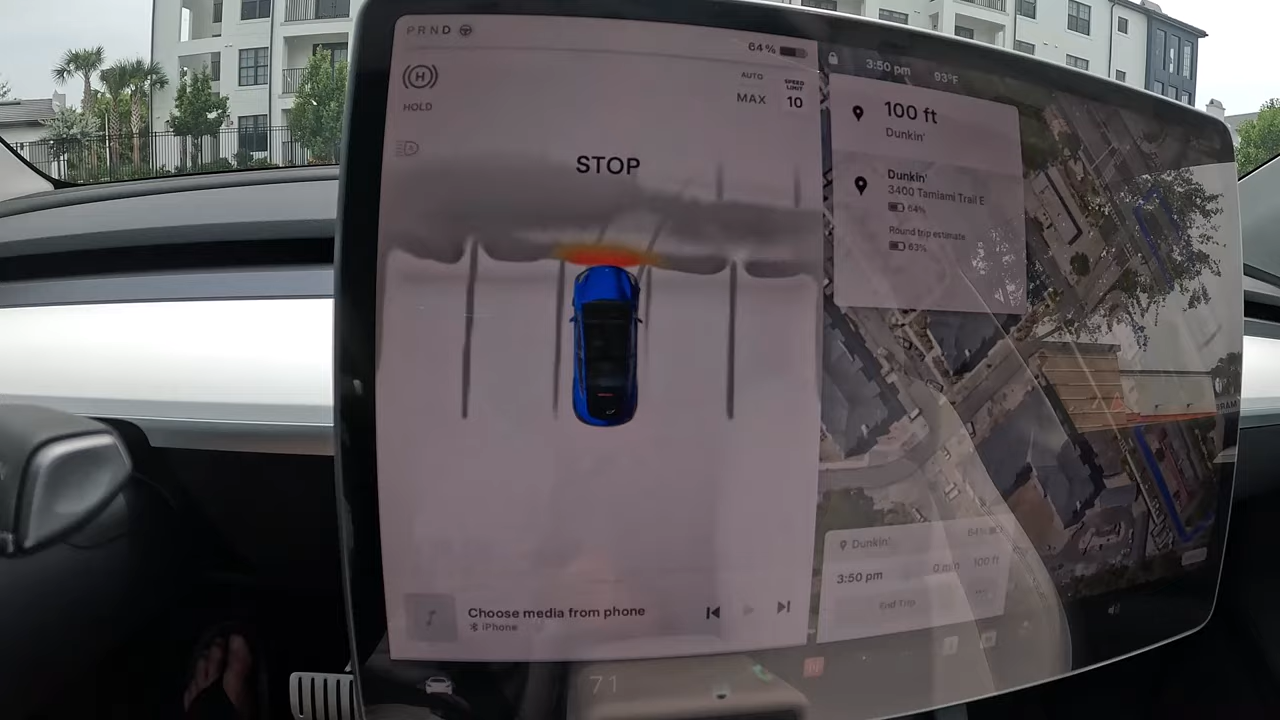 PRND
HOLD
64%
AUTO
MAX
SPEED
LIMIT
10
STOP
3:50 pm 93°F
100 ft
Dunkin'
Dunkin'
3400 Tamiami Trail E
64%
Round trip estimate
63%
Dunkin' 64%
3:50 pm 0 min 100 ft
End Trip
Choose media from phone
iPhone
71